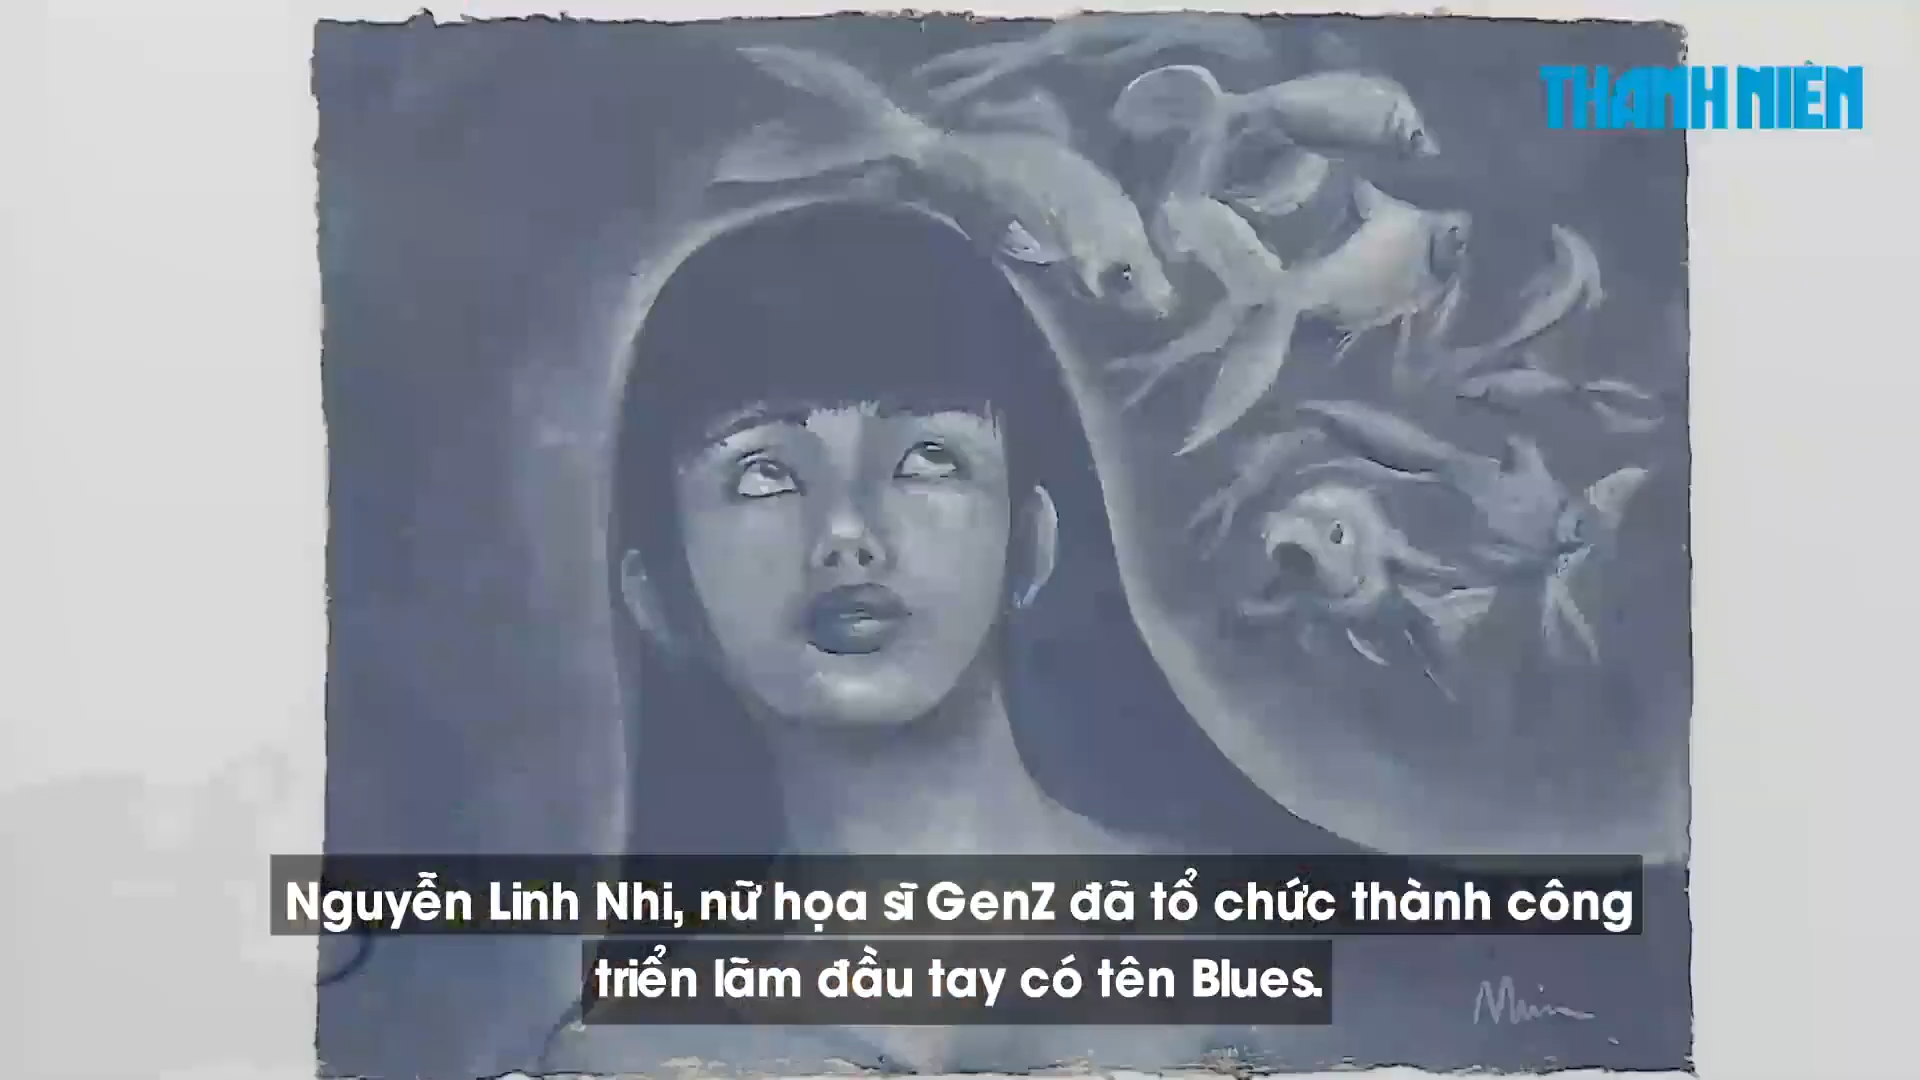 THANH NIÊN
Nguyễn Linh Nhi, nữ họa sĩ GenZ đã tổ chức thành công
triển lãm đầu tay có tên Blues.